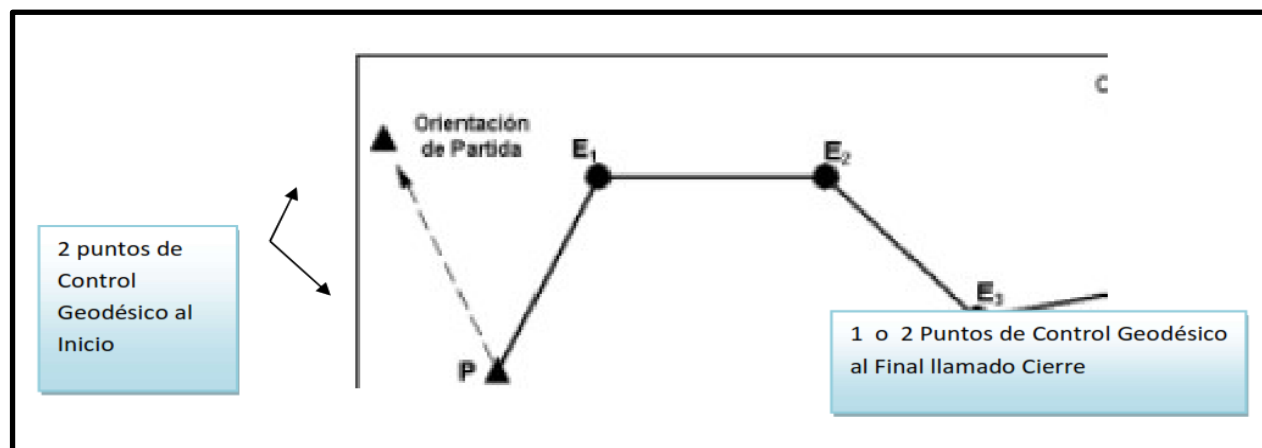 Orientación
de Partida
E₁
E₂
2 puntos de
Control
Geodésico al
Inicio
E₃
1 o 2 Puntos de Control Geodésico
al Final llamado Cierre
P